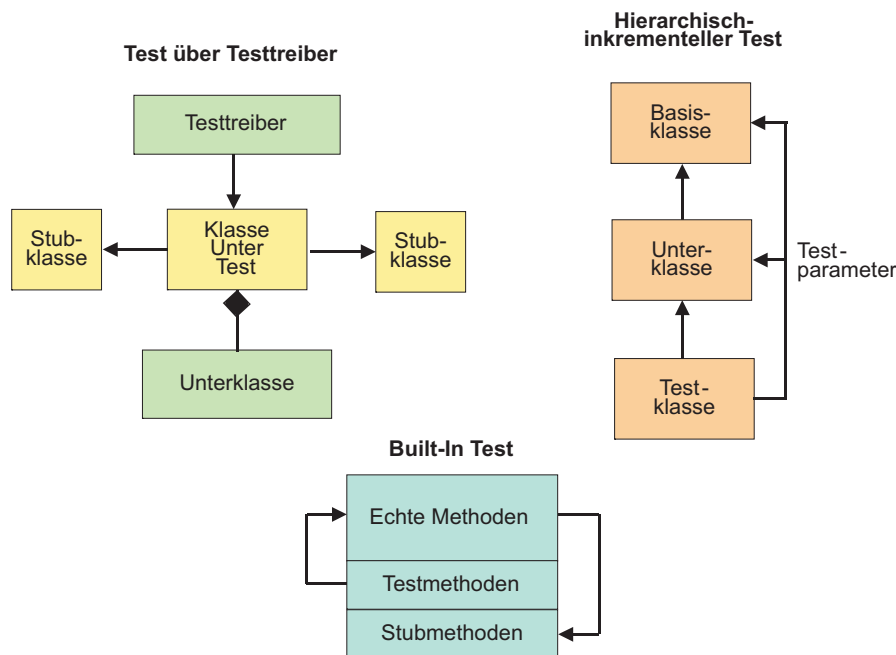 Test über Testtreiber
Testtreiber
Stub-
klasse
Klasse
Unter
Test
Stub-
klasse
Unterklasse
Hierarchisch-
inkrementeller Test
Basis-
klasse
Unter-
klasse
Test-
parameter
Test-
klasse
Built-In Test
Echte Methoden
Testmethoden
Stubmethoden